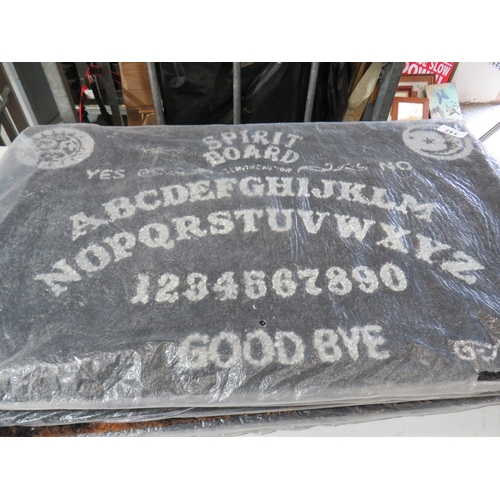 SPIRIT
BOARD
YES NO
ABCDEFGHIJKLM
NOPQRSTUVWXYZ
1234567890
GOOD BYE